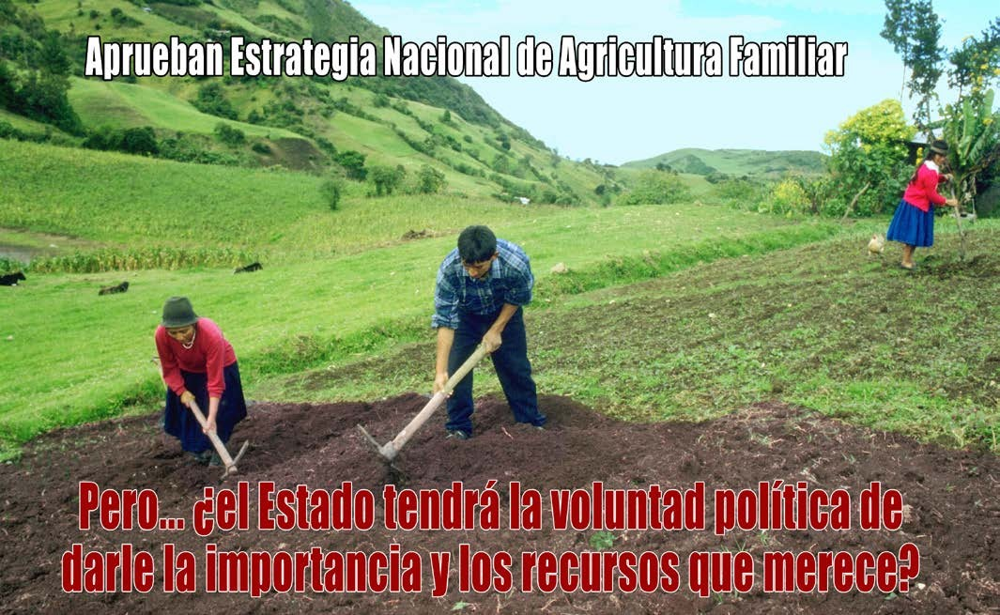 Aprueban Estrategia Nacional de Agricultura Familiar
Pero... ¿el Estado tendrá la voluntad política de
darle la importancia y los recursos que merece?